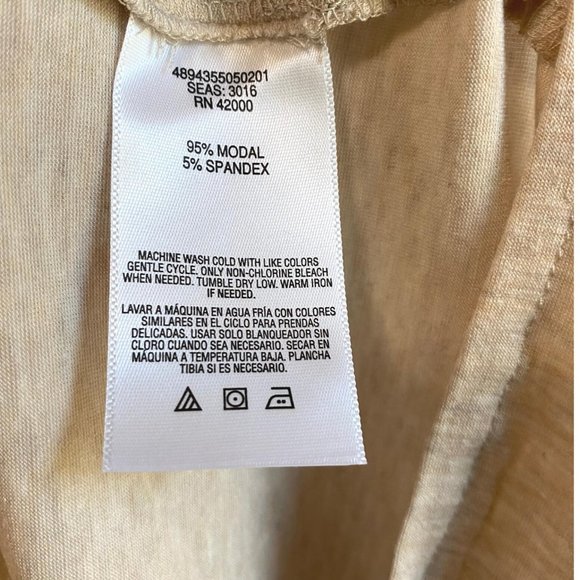 4894355050201
SEAS: 3016
RN 42000
95% MODAL
5% SPANDEX
MACHINE WASH COLD WITH LIKE COLORS
GENTLE CYCLE. ONLY NON-CHLORINE BLEACH
WHEN NEEDED. TUMBLE DRY LOW. WARM IRON
IF NEEDED.
LAVAR A MÁQUINA EN AGUA FRÍA CON COLORES
SIMILARES EN EL CICLO PARA PRENDAS
DELICADAS. USAR SOLO BLANQUEADOR SIN
CLORO CUANDO SEA NECESARIO. SECAR EN
MÁQUINA A TEMPERATURA BAJA. PLANCHA
TIBIA SI ES NECESARIO.